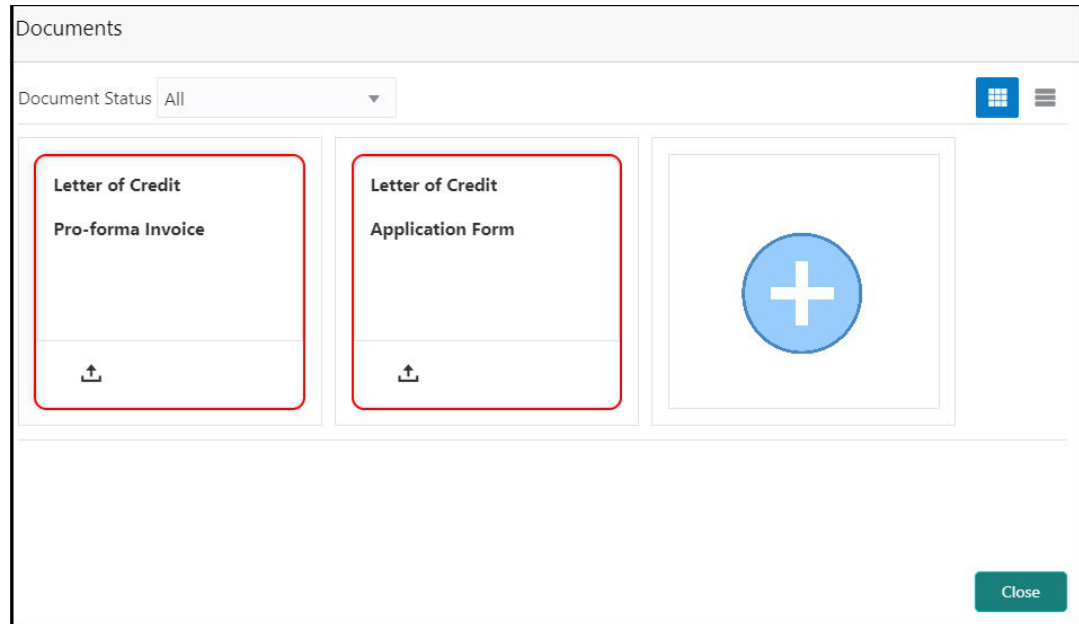 Documents
Document Status All
Letter of Credit
Pro-forma Invoice
Letter of Credit
Application Form
Close